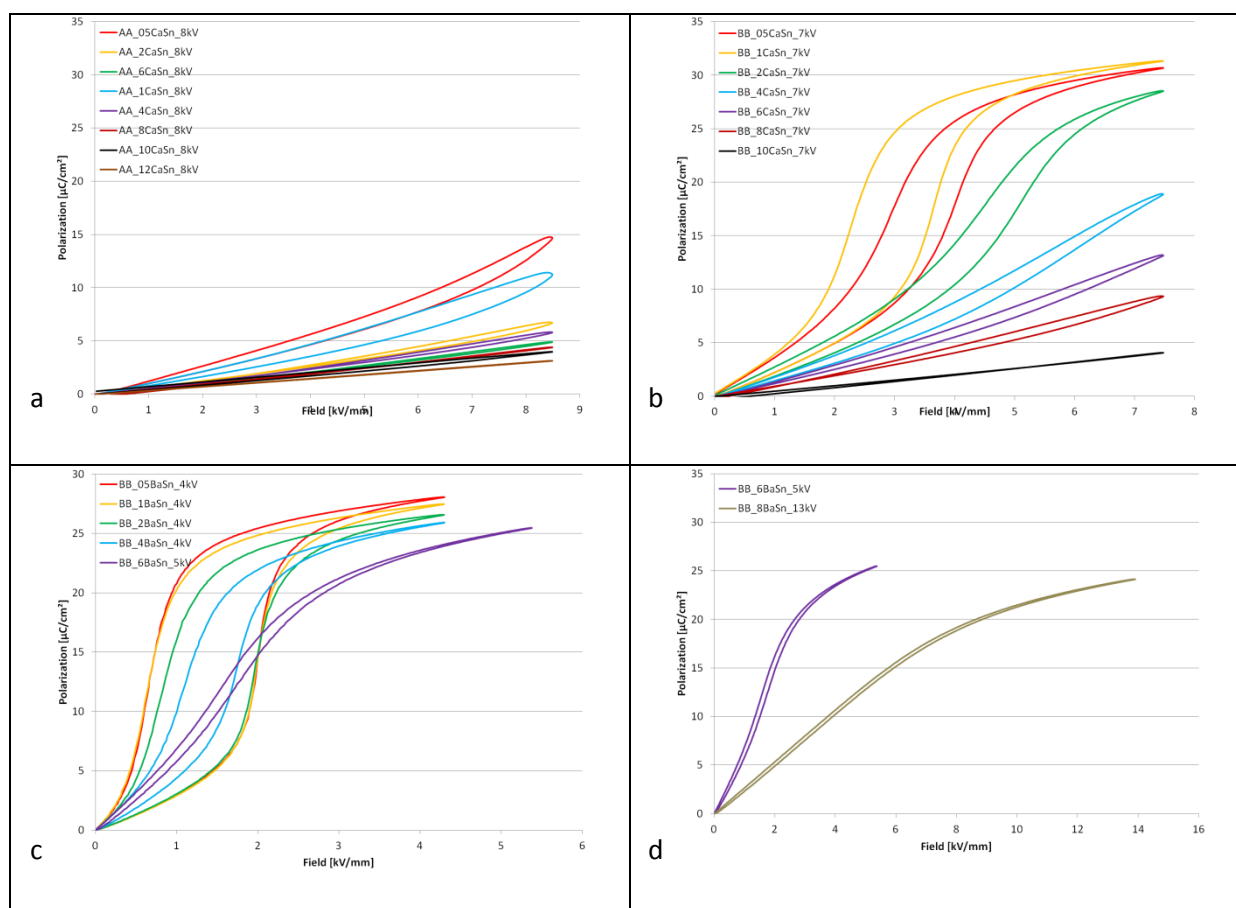 35
30
25
20
15
10
5
0
Polarization [µC/cm²]
AA_05CaSn_8kV
AA_2CaSn_8kV
AA_6CaSn_8kV
AA_1CaSn_8kV
AA_4CaSn_8kV
AA_8CaSn_8kV
AA_10CaSn_8kV
AA_12CaSn_8kV
a
0 1 2 3 4 5 6 7 8 9
Field [kV/mm]
35
30
25
20
15
10
5
0
Polarization [µC/cm²]
BB_05CaSn_7kV
BB_1CaSn_7kV
BB_2CaSn_7kV
BB_4CaSn_7kV
BB_6CaSn_7kV
BB_8CaSn_7kV
BB_10CaSn_7kV
b
0 1 2 3 4 5 6 7 8
Field [kV/mm]
30
25
20
15
10
5
0
Polarization [µC/cm²]
BB_05BaSn_4kV
BB_1BaSn_4kV
BB_2BaSn_4kV
BB_4BaSn_4kV
BB_6BaSn_5kV
c
0 1 2 3 4 5 6
Field [kV/mm]
35
30
25
20
15
10
5
0
Polarization [µC/cm²]
BB_6BaSn_5kV
BB_8BaSn_13kV
d
0 2 4 6 8 10 12 14 16
Field [kV/mm]